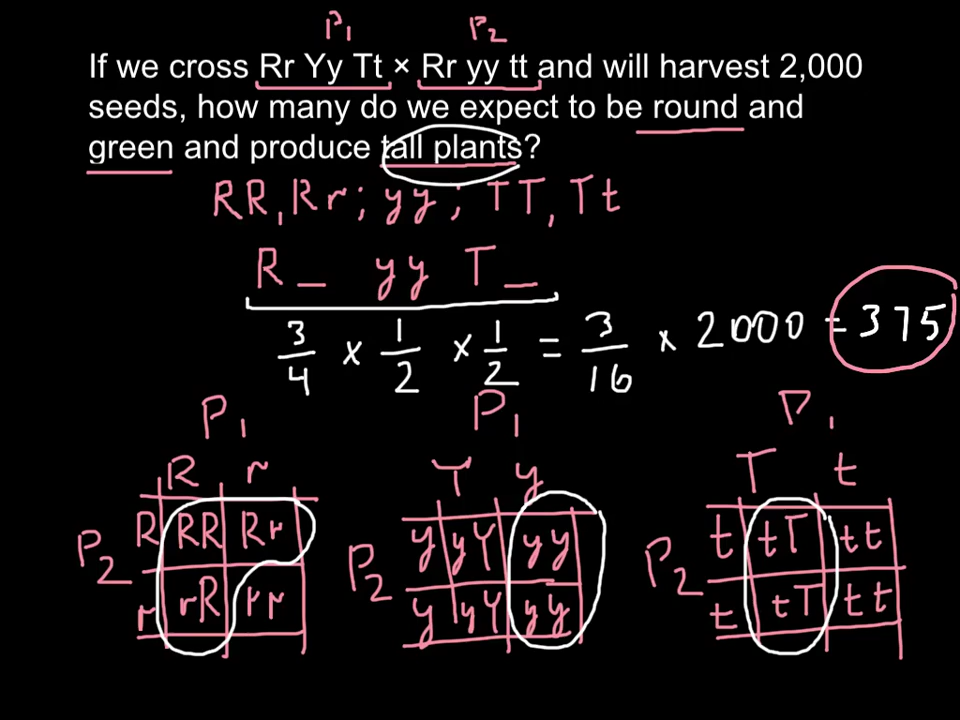 P1 P2
If we cross Rr Yy Tt × Rr yy tt and will harvest 2,000
seeds, how many do we expect to be round and
green and produce tall plants?
RR, Rr; yy; TT, Tt
R _ yy T _
3/4 x 1/2 x 1/2 = 3/16 x 2000 = 375
P1 P1 P1
R r Y y T t
P2 R RR Rr P2 y yY yy P2 t tT tt
r rR rr y yY yy t tT tt